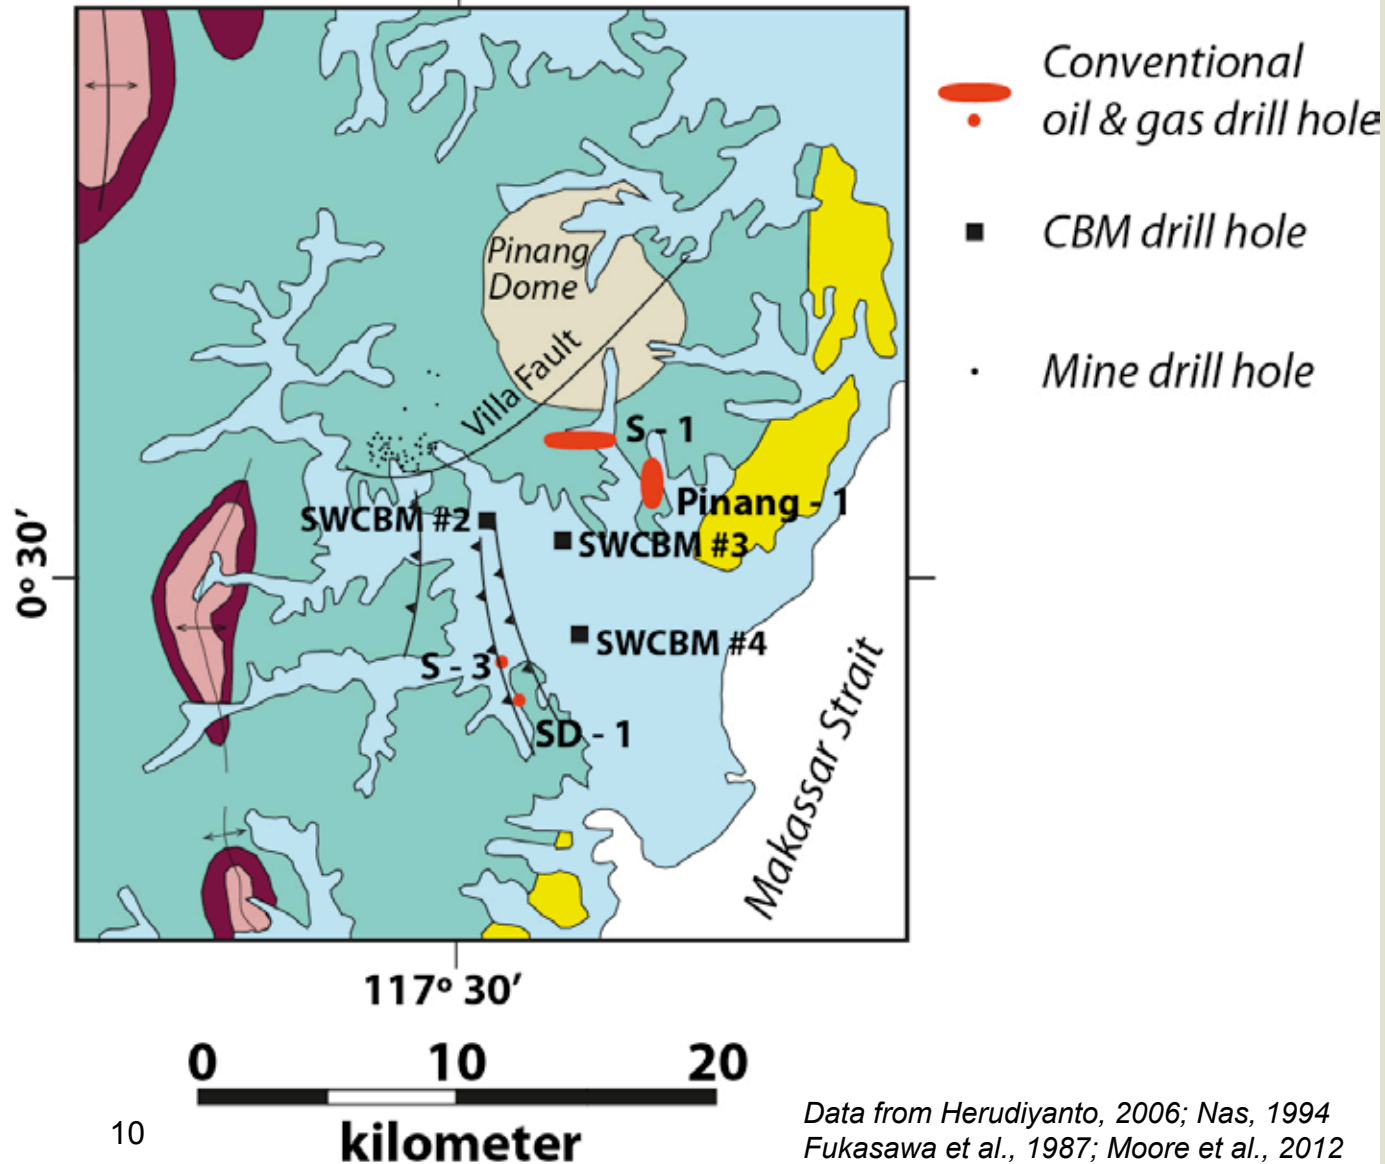 Conventional
oil & gas drill hole
CBM drill hole
Mine drill hole
Pinang
Dome
Villa Fault
S - 1
Pinang - 1
SWCBM #2
SWCBM #3
0º 30′
SWCBM #4
S - 3
SD - 1
Makassar Strait
117º 30′
0 10 20
kilometer
10
Data from Herudiyanto, 2006; Nas, 1994
Fukasawa et al., 1987; Moore et al., 2012